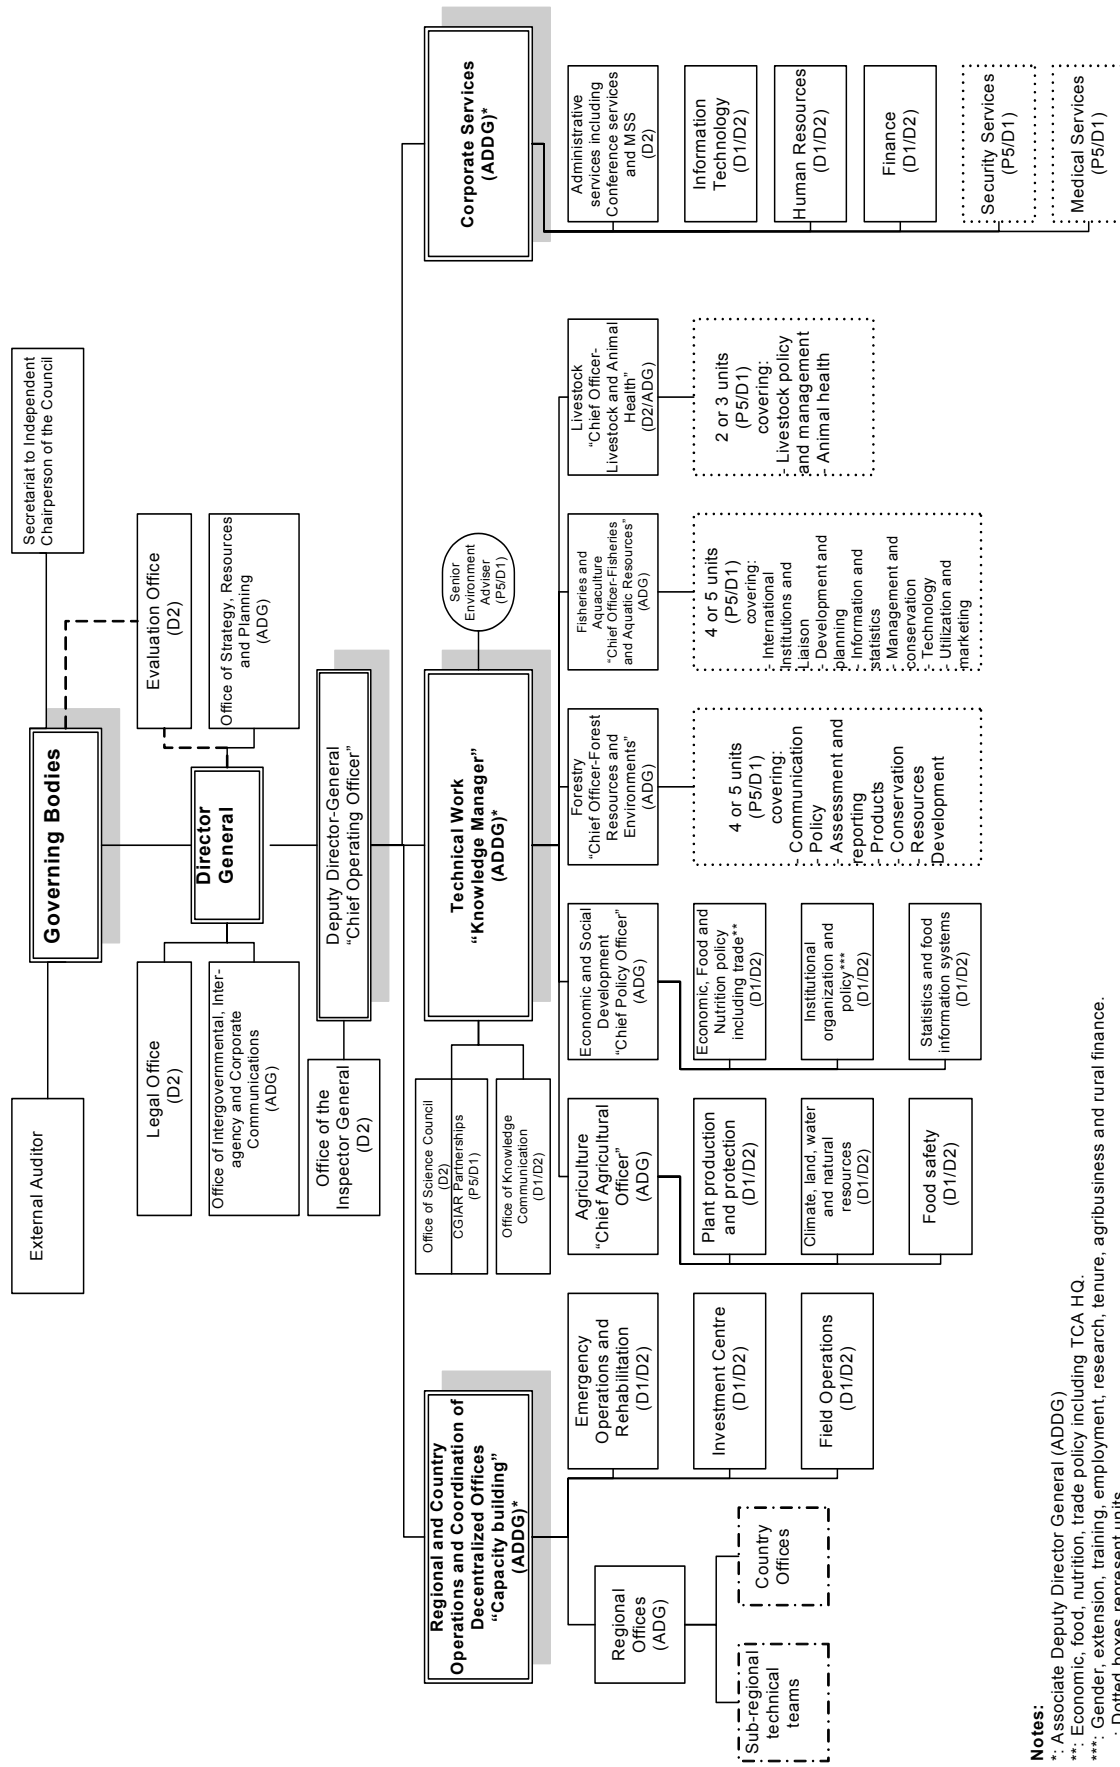 Secretariat to Independent
Chairperson of the Council
Governing Bodies
External Auditor
Evaluation Office
(D2)
Office of Strategy, Resources
and Planning
(ADG)
Director
General
Legal Office
(D2)
Office of Intergovernmental, Inter-
agency and Corporate
Communications
(ADG)
Deputy Director-General
“Chief Operating Officer”
Office of the
Inspector General
(D2)
Regional and Country
Operations and Coordination of
Decentralized Offices
“Capacity building”
(ADDG)*
Technical Work
“Knowledge Manager”
(ADDG)*
Senior
Environment
Adviser
(P5/D1)
Corporate Services
(ADDG)*
Office of Science Council
(D2)
CGIAR Partnerships
(P5/D1)
Office of Knowledge
Communication
(D1/D2)
Emergency
Operations and
Rehabilitation
(D1/D2)
Investment Centre
(D1/D2)
Field Operations
(D1/D2)
Regional
Offices
(ADG)
Sub-regional
technical
teams
Country
Offices
Agriculture
“Chief Agricultural
Officer”
(ADG)
Plant production
and protection
(D1/D2)
Climate, land, water
and natural
resources
(D1/D2)
Food safety
(D1/D2)
Economic and Social
Development
“Chief Policy Officer”
(ADG)
Economic, Food and
Nutrition policy
including trade**
(D1/D2)
Institutional
organization and
policy***
(D1/D2)
Statistics and food
information systems
(D1/D2)
Forestry
“Chief Officer-Forest
Resources and
Environments”
(ADG)
4 or 5 units
(P5/D1)
covering:
- Communication
- Policy
- Assessment and
reporting
- Products
- Conservation
- Resources
Development
Fisheries and
Aquaculture
“Chief Officer-Fisheries
and Aquatic Resources”
(ADG)
4 or 5 units
(P5/D1)
covering:
- International
Institutions and
Liaison
- Development and
planning
- Information and
statistics
- Management and
conservation
- Technology
- Utilization and
marketing
Livestock
“Chief Officer-
Livestock and Animal
Health”
(D2/ADG)
2 or 3 units
(P5/D1)
covering:
- Livestock policy
and management
- Animal health
Administrative
services including
Conference services
and MSS
(D2)
Information
Technology
(D1/D2)
Human Resources
(D1/D2)
Finance
(D1/D2)
Security Services
(P5/D1)
Medical Services
(P5/D1)
Notes:
*: Associate Deputy Director General (ADDG)
**: Economic, food, nutrition, trade policy including TCA HQ.
***: Gender, extension, training, employment, research, tenure, agribusiness and rural finance.
: Dotted boxes represent units